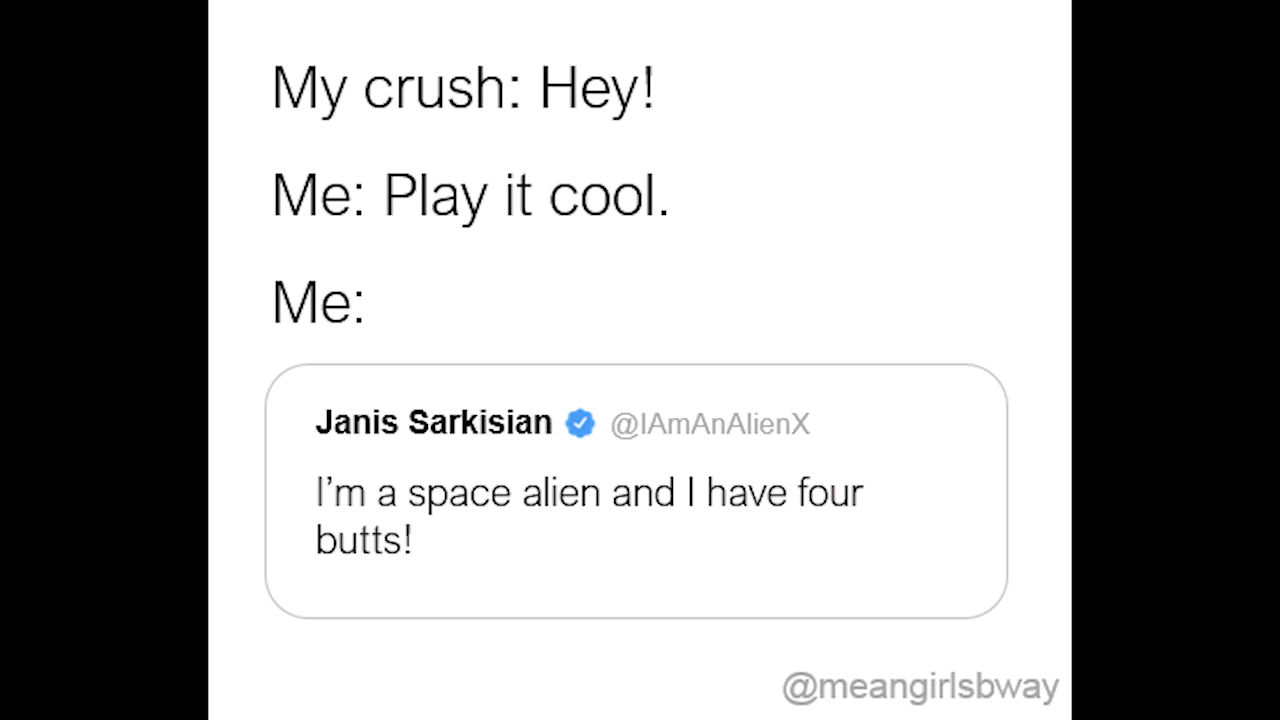 My crush: Hey!
Me: Play it cool.
Me:
Janis Sarkisian @IAmAnAlienX
I’m a space alien and I have four
butts!
@meangirlsbway